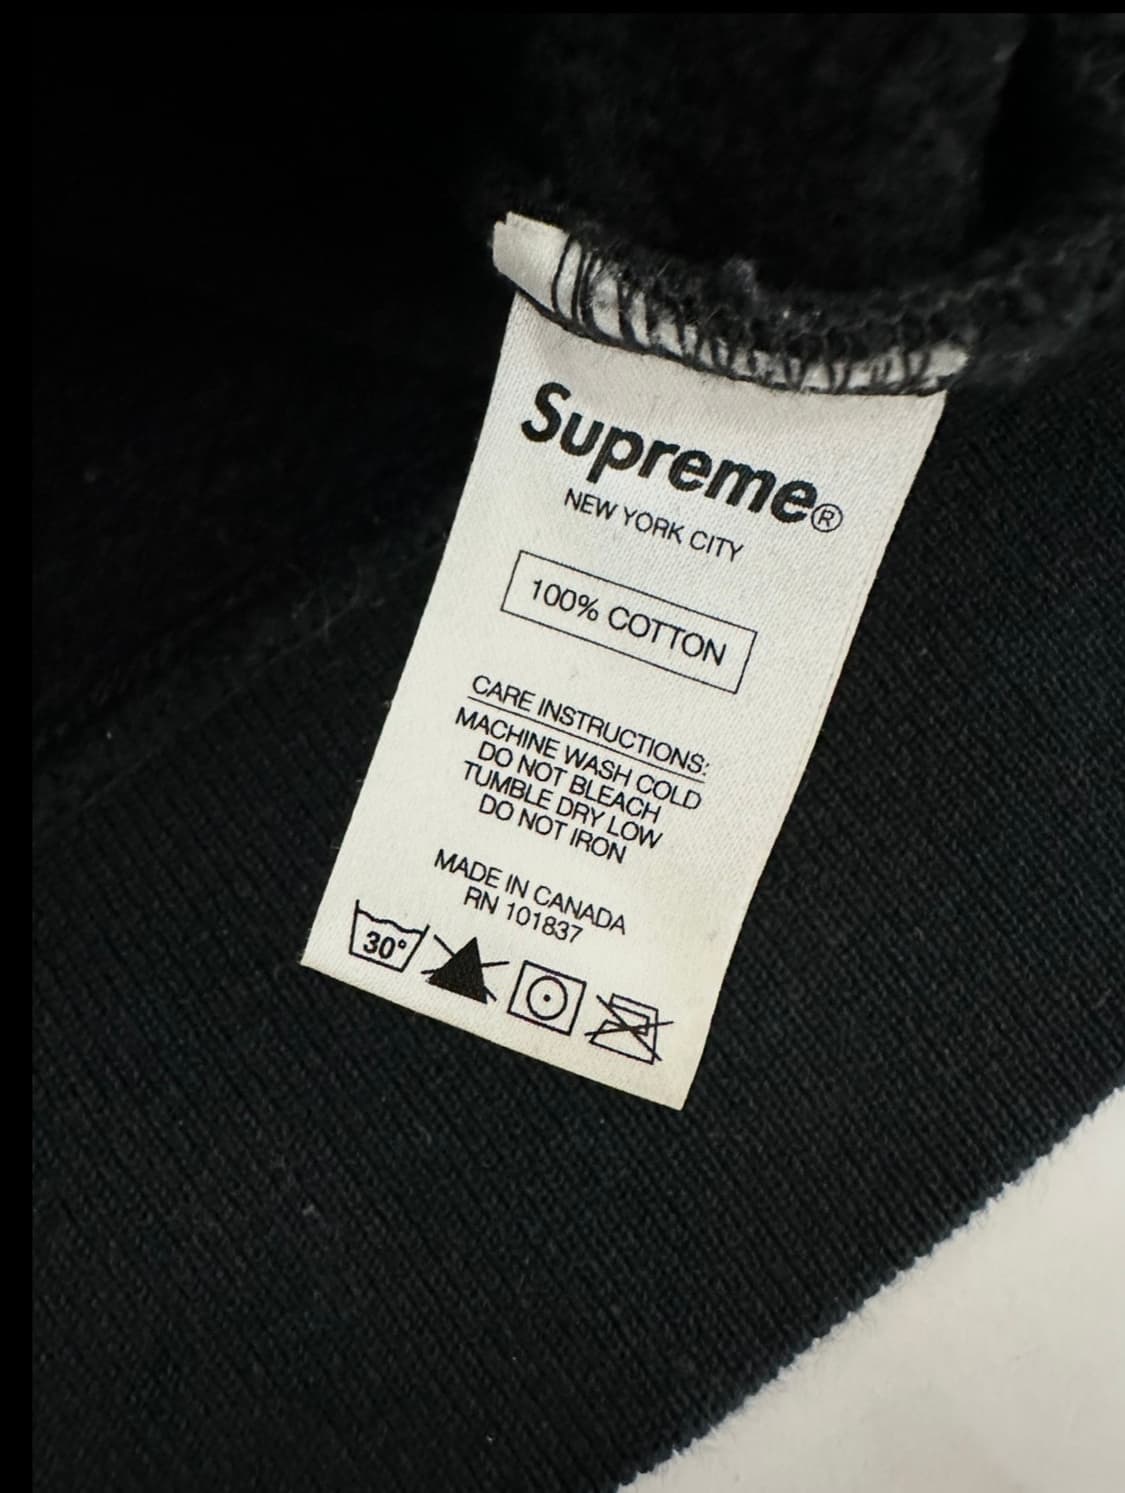 Supreme®
NEW YORK CITY
100% COTTON
CARE INSTRUCTIONS:
MACHINE WASH COLD
DO NOT BLEACH
TUMBLE DRY LOW
DO NOT IRON
MADE IN CANADA
RN 101837
30°